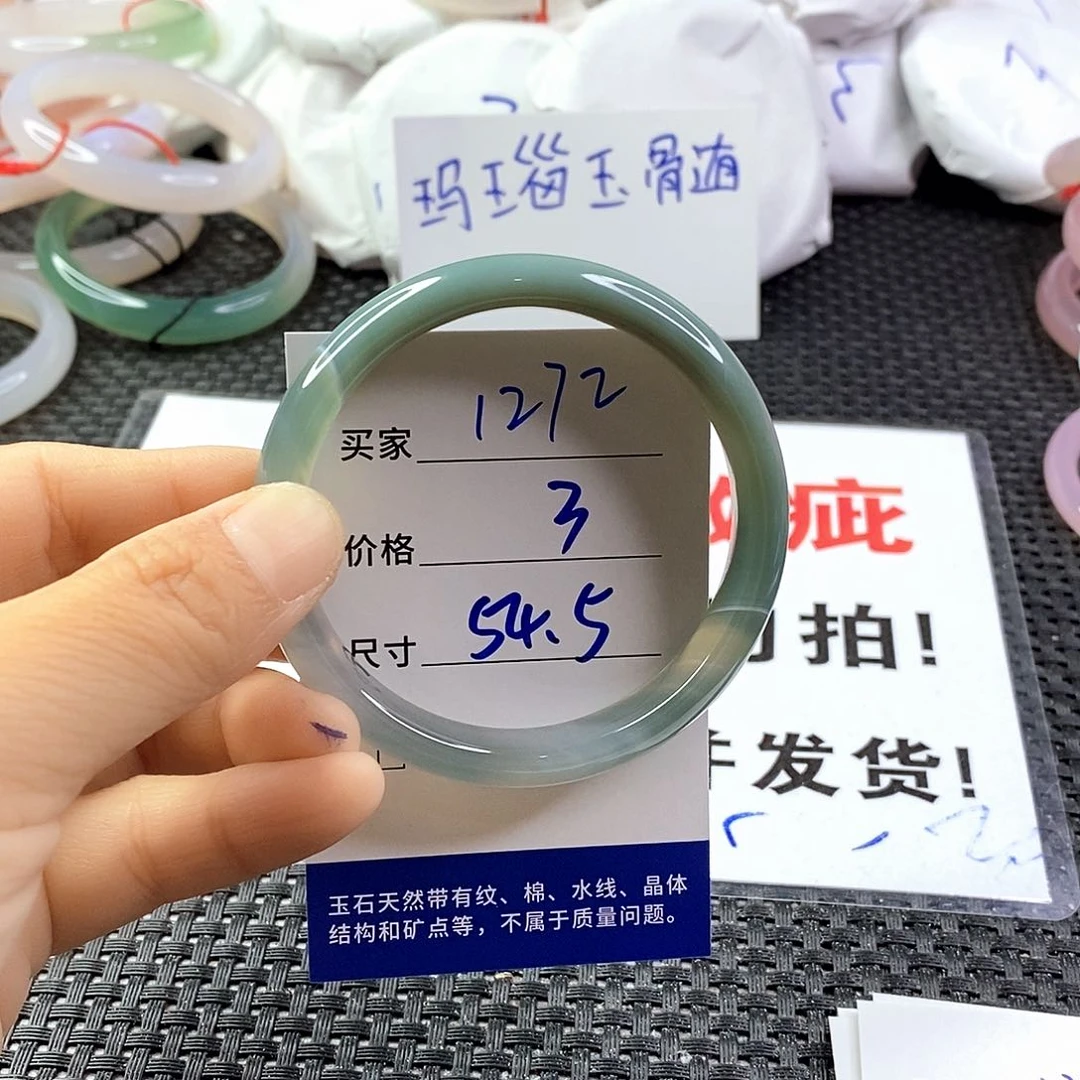 玛瑙玉骨髓
买家 1272
价格 3
尺寸 54.5
疵
拍!
发货!
玉石天然带有纹、棉、水线、晶体
结构和矿点等，不属于质量问题。